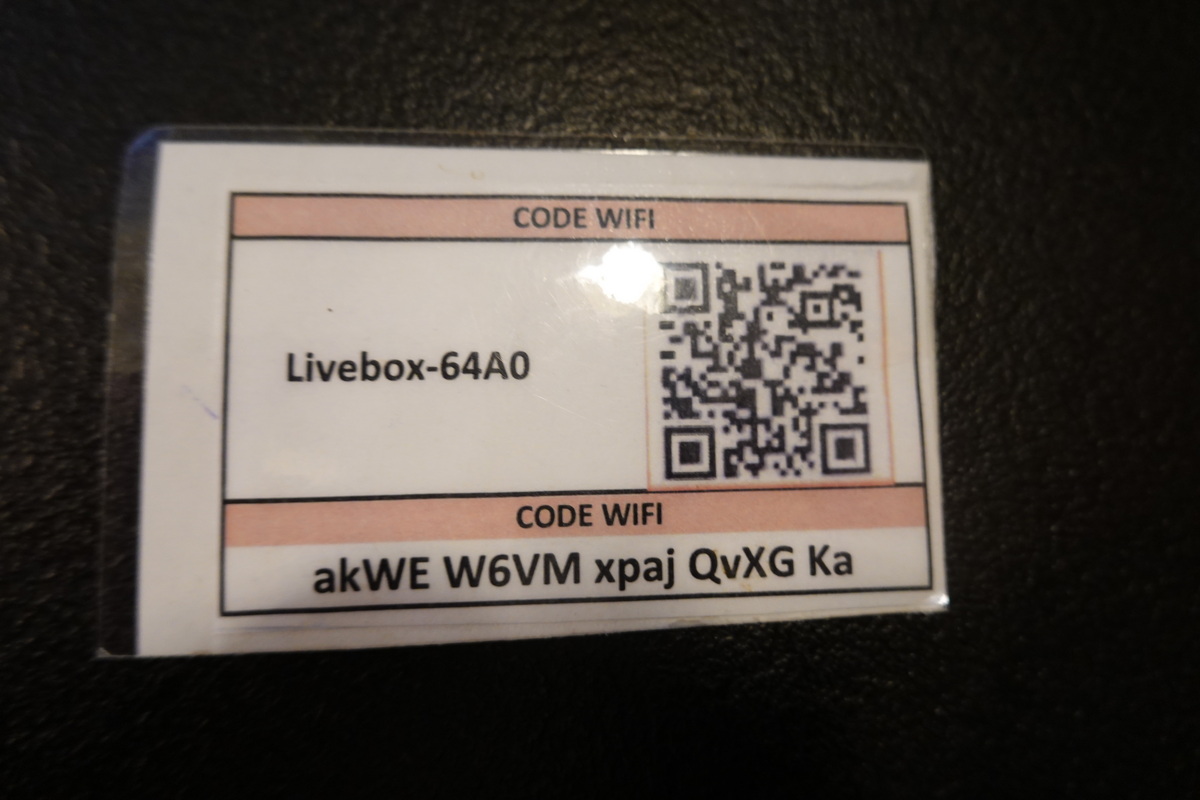 CODE WIFI
Livebox-64A0
CODE WIFI
akWE W6VM xpaj QvXG Ka